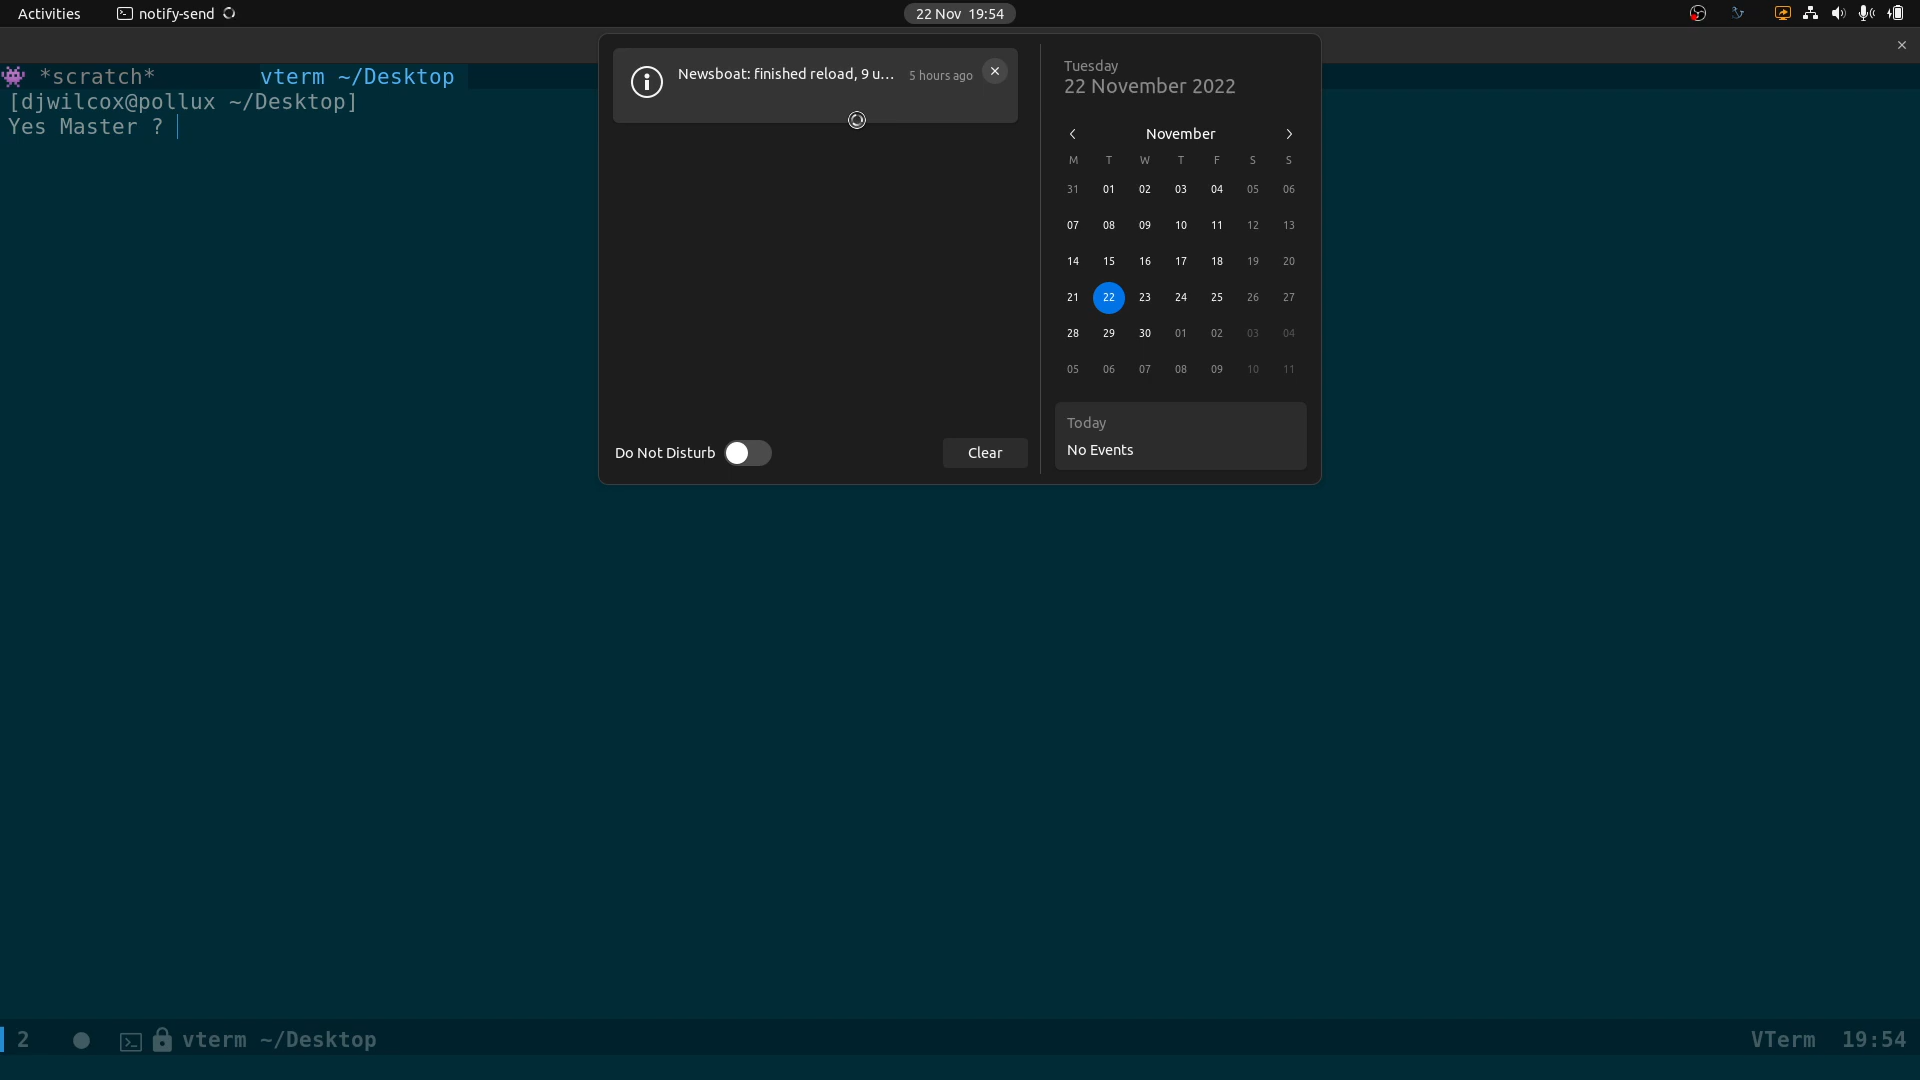 Activities notify-send 22 Nov 19:54
*scratch* vterm ~/Desktop
[djwilcox@pollux ~/Desktop]
Yes Master ?
Newsboat: finished reload, 9 u... 5 hours ago
Do Not Disturb Clear
Tuesday
22 November 2022
November
M T W T F S S
31 01 02 03 04 05 06
07 08 09 10 11 12 13
14 15 16 17 18 19 20
21 22 23 24 25 26 27
28 29 30 01 02 03 04
05 06 07 08 09 10 11
Today
No Events
2 vterm ~/Desktop VTerm 19:54